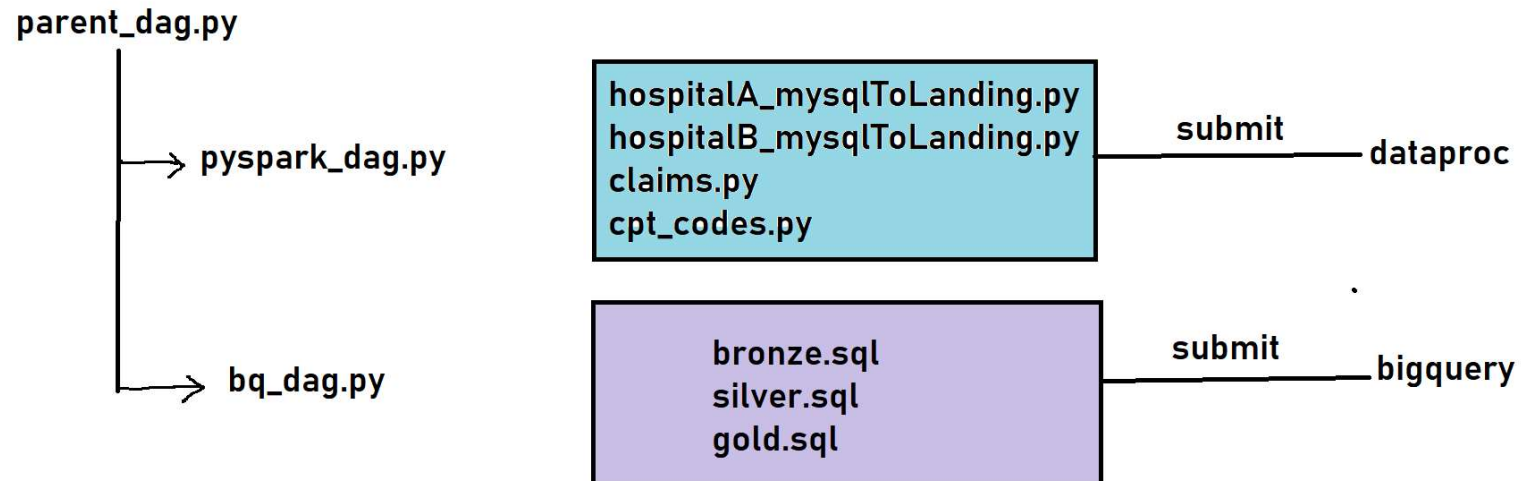 parent_dag.py
pyspark_dag.py
hospitalA_mysqlToLanding.py
hospitalB_mysqlToLanding.py
claims.py
cpt_codes.py
submit
dataproc
bq_dag.py
bronze.sql
silver.sql
gold.sql
submit
bigquery